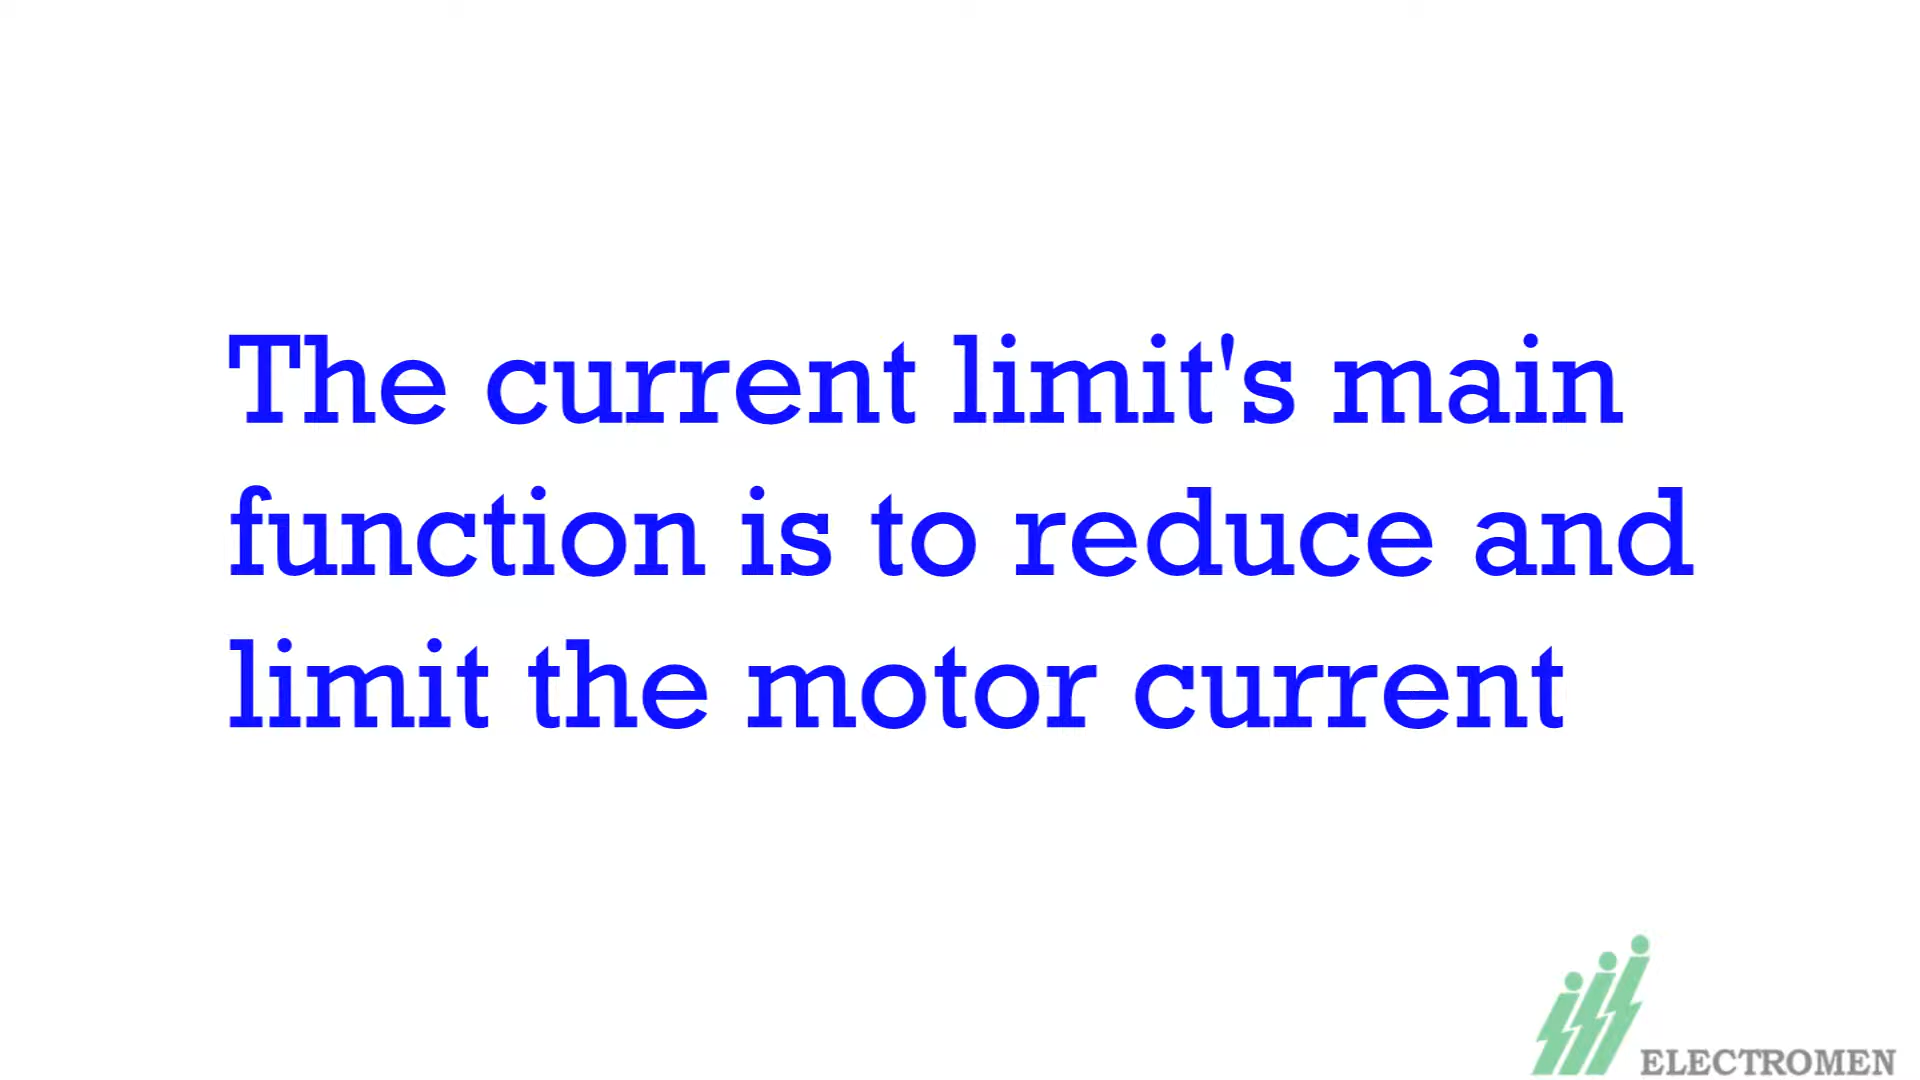 The current limit's main
function is to reduce and
limit the motor current
ELECTROMEN